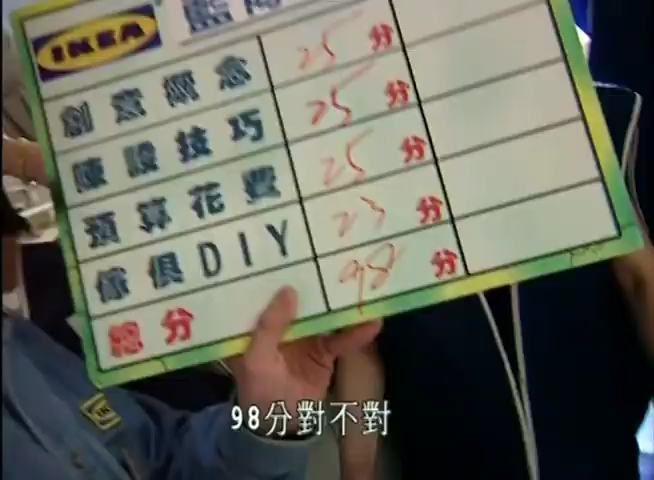 IKEA
創意概念 25分
陳設技巧 25分
預算花費 25分
傢俱DIY 23分
總分 98分
98分對不對